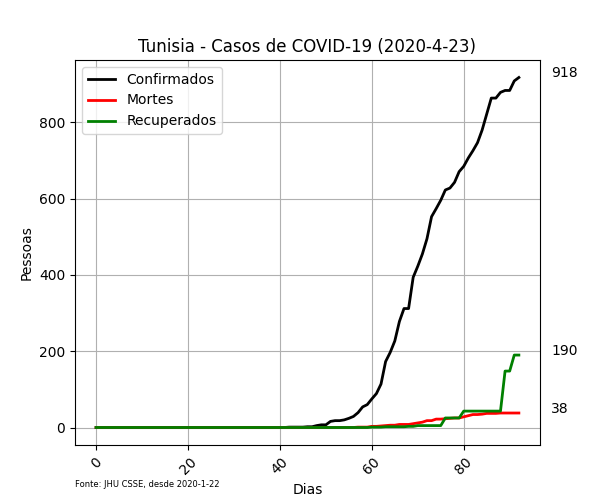 Tunisia - Casos de COVID-19 (2020-4-23)
Confirmados
Mortes
Recuperados
918
190
38
Pessoas
800
600
400
200
0
0
20
40
60
80
Dias
Fonte: JHU CSSE, desde 2020-1-22